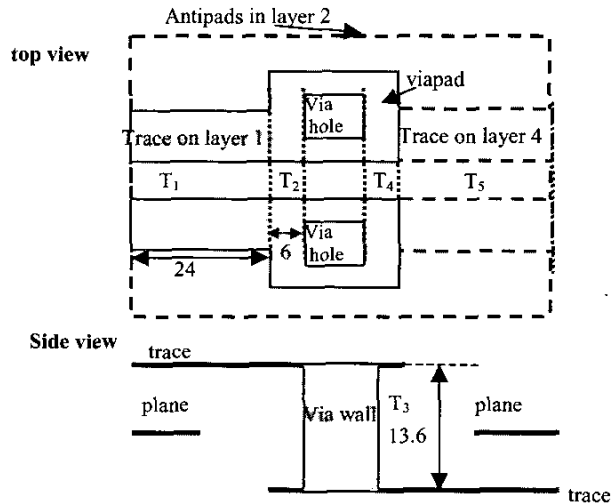 Antipads in layer 2
top view
viapad
Via hole
Trace on layer 1
Trace on layer 4
T₁
T₂
T₄
T₅
6
24
Via hole
Side view
trace
plane
Via wall
T₃
13.6
plane
trace